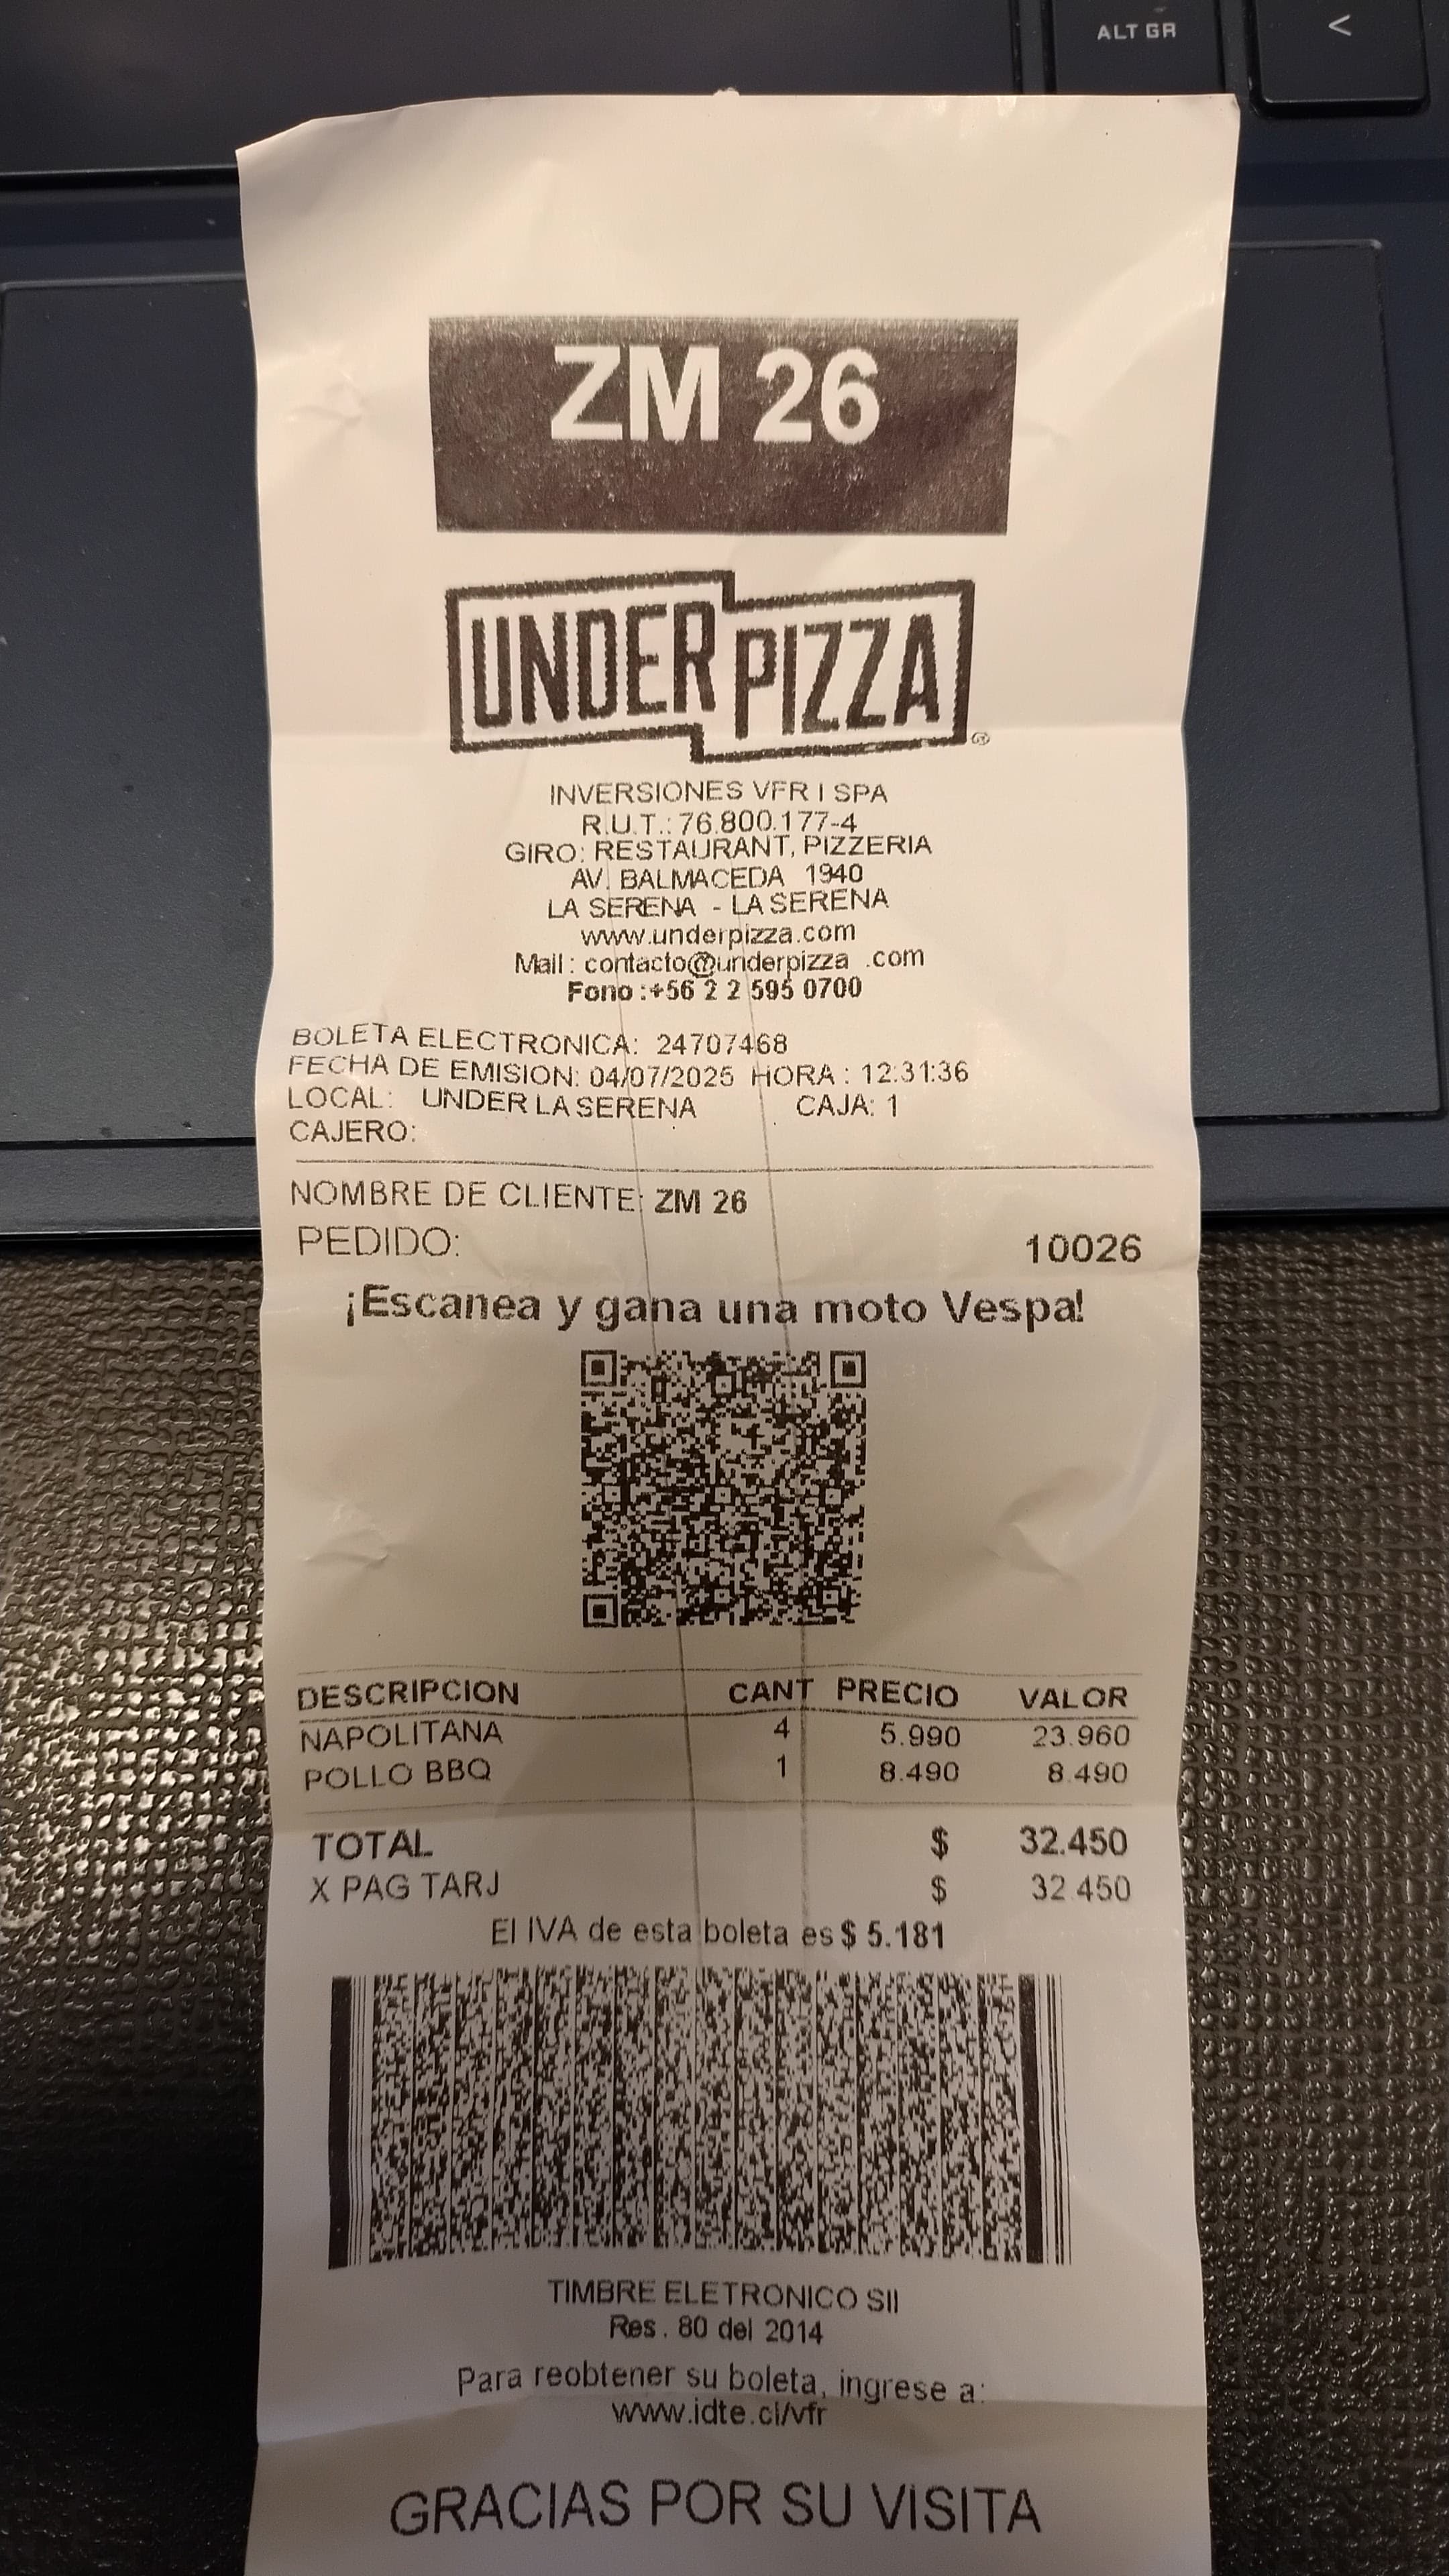 ALT GR
<
ZM 26
UNDER PIZZA
®
INVERSIONES VFR I SPA
R.U.T.: 76.800.177-4
GIRO: RESTAURANT, PIZZERIA
AV. BALMACEDA 1940
LA SERENA - LA SERENA
www.underpizza.com
Mail : contacto@underpizza .com
Fono :+56 2 2 595 0700
BOLETA ELECTRONICA: 24707468
FECHA DE EMISION: 04/07/2025 HORA : 12:31:36
LOCAL: UNDER LA SERENA CAJA: 1
CAJERO:
NOMBRE DE CLIENTE: ZM 26
PEDIDO: 10026
¡Escanea y gana una moto Vespa!
DESCRIPCION CANT PRECIO VALOR
NAPOLITANA 4 5.990 23.960
POLLO BBQ 1 8.490 8.490
TOTAL $ 32.450
X PAG TARJ $ 32.450
El IVA de esta boleta es $ 5.181
TIMBRE ELETRONICO SII
Res. 80 del 2014
Para reobtener su boleta, ingrese a:
www.idte.cl/vfr
GRACIAS POR SU VISITA